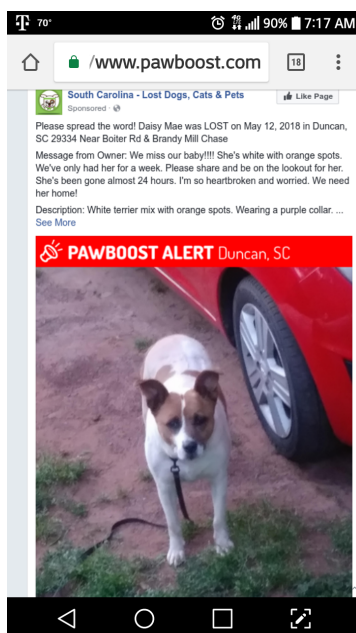 70°
90% 7:17 AM
/www.pawboost.com
18
South Carolina - Lost Dogs, Cats & Pets
Like Page
Sponsored ·
Please spread the word! Daisy Mae was LOST on May 12, 2018 in Duncan,
SC 29334 Near Boiter Rd & Brandy Mill Chase
Message from Owner: We miss our baby!!!! She's white with orange spots.
We've only had her for a week. Please share and be on the lookout for her.
She's been gone almost 24 hours. I'm so heartbroken and worried. We need
her home!
Description: White terrier mix with orange spots. Wearing a purple collar. ...
See More
PAWBOOST ALERT Duncan, SC